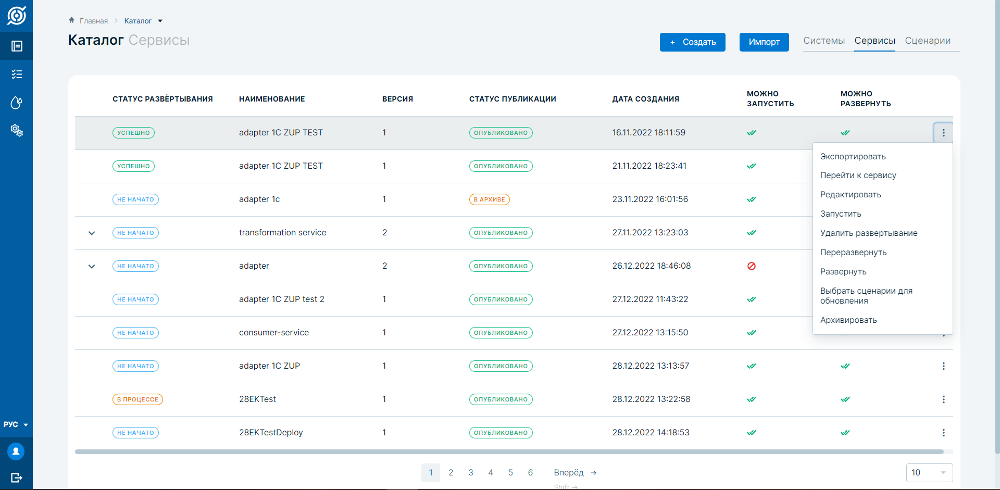 Главная
Каталог
Каталог Сервисы
+ Создать
Импорт
Системы
Сервисы
Сценарии
СТАТУС РАЗВЁРТЫВАНИЯ
НАИМЕНОВАНИЕ
ВЕРСИЯ
СТАТУС ПУБЛИКАЦИИ
ДАТА СОЗДАНИЯ
МОЖНО
ЗАПУСТИТЬ
МОЖНО
РАЗВЕРНУТЬ
УСПЕШНО adapter 1C ZUP TEST 1 ОПУБЛИКОВАНО 16.11.2022 18:11:59
УСПЕШНО adapter 1C ZUP TEST 1 ОПУБЛИКОВАНО 21.11.2022 18:23:41
НЕ НАЧАТО adapter 1c 1 В АРХИВЕ 23.11.2022 16:01:56
НЕ НАЧАТО transformation service 2 ОПУБЛИКОВАНО 27.11.2022 13:23:03
НЕ НАЧАТО adapter 2 ОПУБЛИКОВАНО 26.12.2022 18:46:08
НЕ НАЧАТО adapter 1C ZUP test 2 1 ОПУБЛИКОВАНО 27.12.2022 11:43:22
НЕ НАЧАТО consumer-service 1 ОПУБЛИКОВАНО 27.12.2022 13:15:50
НЕ НАЧАТО adapter 1C ZUP 1 ОПУБЛИКОВАНО 28.12.2022 13:13:57
В ПРОЦЕССЕ 28EKTest 1 ОПУБЛИКОВАНО 28.12.2022 13:22:58
НЕ НАЧАТО 28EKTestDeploy 1 ОПУБЛИКОВАНО 28.12.2022 14:18:53
Экспортировать
Перейти к сервису
Редактировать
Запустить
Удалить развертывание
Переразвернуть
Развернуть
Выбрать сценарии для
обновления
Архивировать
РУС
1 2 3 4 5 6 Вперёд →
Shift →
10